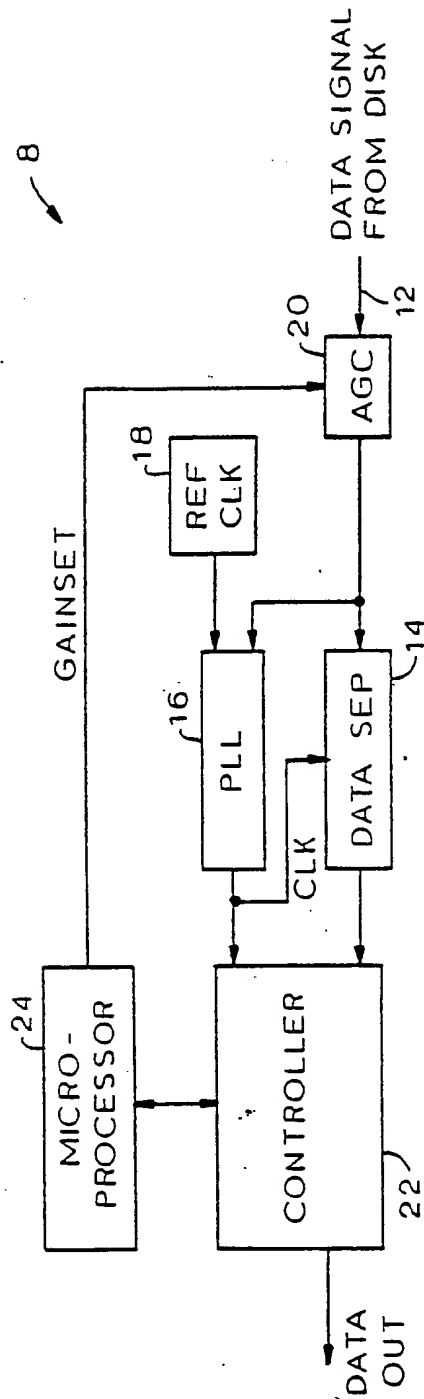 8
24
MICRO-
PROCESSOR
GAINSET
18
REF
CLK
20
AGC
12
DATA SIGNAL
FROM DISK
16
PLL
CLK
DATA SEP
14
CONTROLLER
22
DATA
OUT